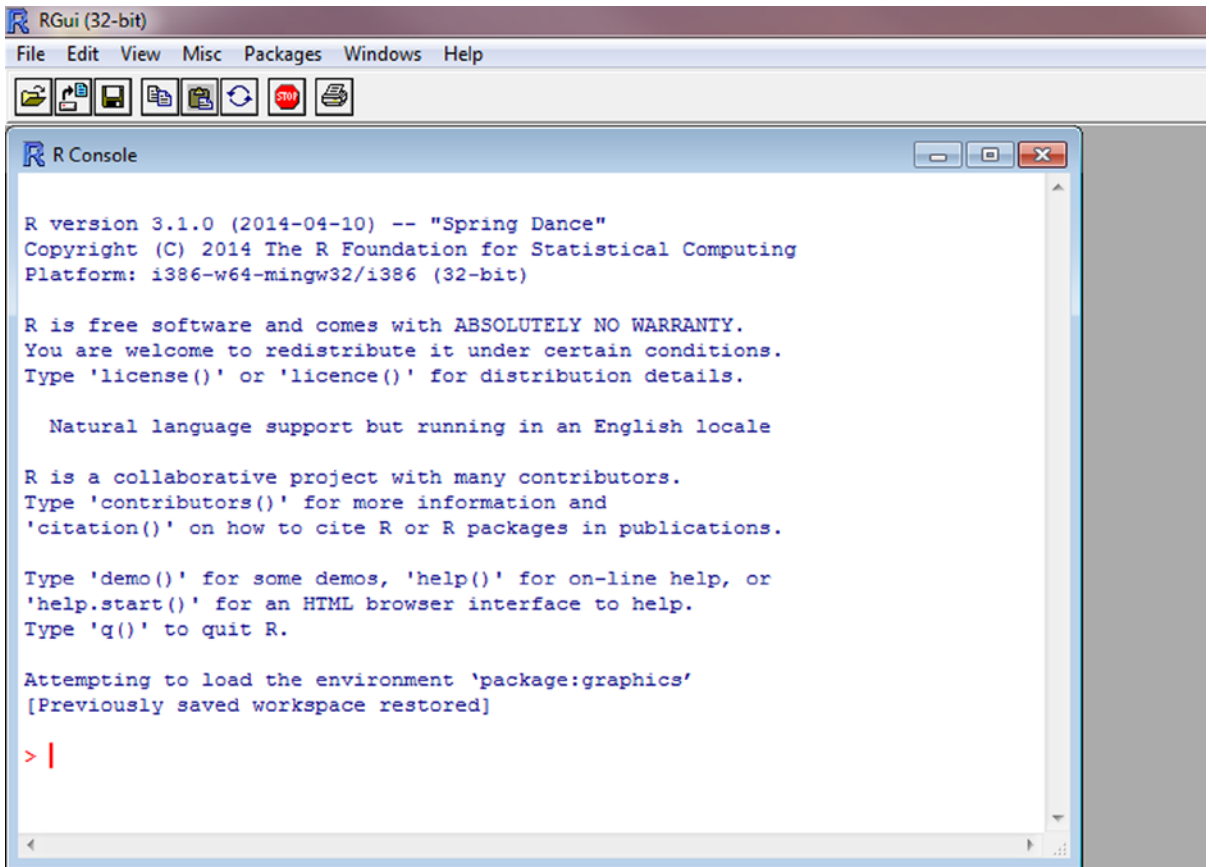 RGui (32-bit)
File Edit View Misc Packages Windows Help
STOP
R Console
R version 3.1.0 (2014-04-10) -- "Spring Dance"
Copyright (C) 2014 The R Foundation for Statistical Computing
Platform: i386-w64-mingw32/i386 (32-bit)
R is free software and comes with ABSOLUTELY NO WARRANTY.
You are welcome to redistribute it under certain conditions.
Type 'license()' or 'licence()' for distribution details.
Natural language support but running in an English locale
R is a collaborative project with many contributors.
Type 'contributors()' for more information and
'citation()' on how to cite R or R packages in publications.
Type 'demo()' for some demos, 'help()' for on-line help, or
'help.start()' for an HTML browser interface to help.
Type 'q()' to quit R.
Attempting to load the environment ‘package:graphics’
[Previously saved workspace restored]
>